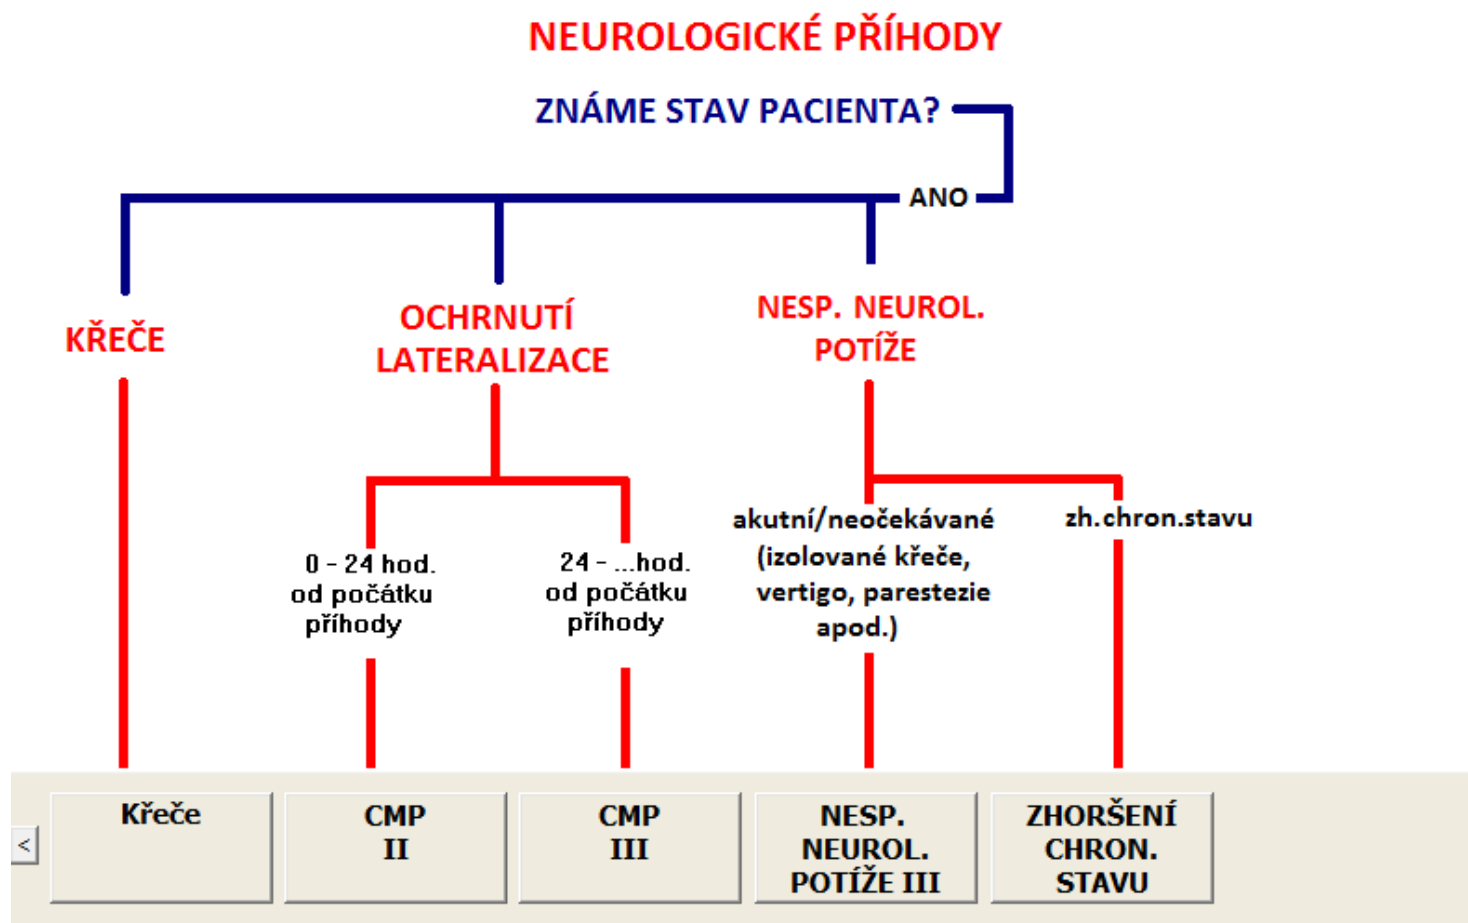 NEUROLOGICKÉ PŘÍHODY
ZNÁME STAV PACIENTA?
ANO
KŘEČE
OCHRNUTÍ
LATERALIZACE
NESP. NEUROL.
POTÍŽE
0 - 24 hod.
od počátku
příhody
24 - ...hod.
od počátku
příhody
akutní/neočekávané
(izolované křeče,
vertigo, parestezie
apod.)
zh.chron.stavu
<
Křeče
CMP
II
CMP
III
NESP.
NEUROL.
POTÍŽE III
ZHORŠENÍ
CHRON.
STAVU